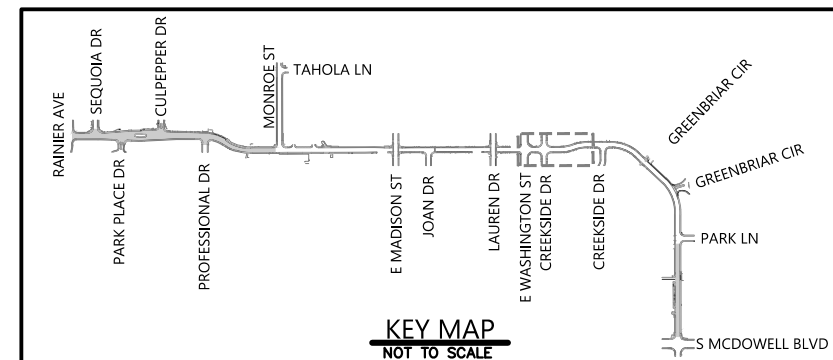 RAINIER AVE
SEQUOIA DR
PARK PLACE DR
CULPEPPER DR
PROFESSIONAL DR
MONROE ST
TAHOLA LN
E MADISON ST
JOAN DR
LAUREN DR
E WASHINGTON ST
CREEKSIDE DR
CREEKSIDE DR
GREENBRIAR CIR
GREENBRIAR CIR
PARK LN
S MCDOWELL BLVD
KEY MAP
NOT TO SCALE